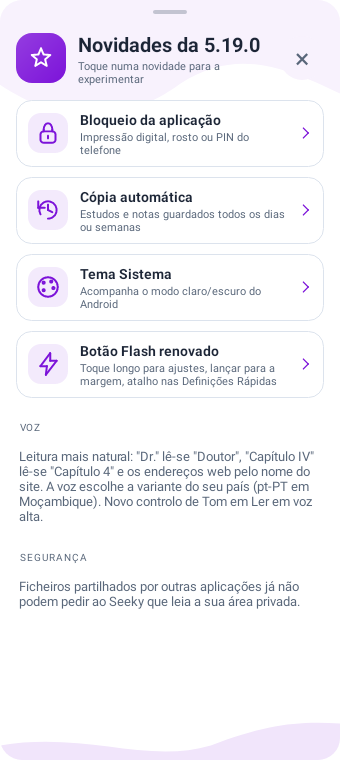 Novidades da 5.19.0
Toque numa novidade para a
experimentar
Bloqueio da aplicação
Impressão digital, rosto ou PIN do
telefone
Cópia automática
Estudos e notas guardados todos os dias
ou semanas
Tema Sistema
Acompanha o modo claro/escuro do
Android
Botão Flash renovado
Toque longo para ajustes, lançar para a
margem, atalho nas Definições Rápidas
VOZ
Leitura mais natural: "Dr." lê-se "Doutor", "Capítulo IV"
lê-se "Capítulo 4" e os endereços web pelo nome do
site. A voz escolhe a variante do seu país (pt-PT em
Moçambique). Novo controlo de Tom em Ler em voz
alta.
SEGURANÇA
Ficheiros partilhados por outras aplicações já não
podem pedir ao Seeky que leia a sua área privada.